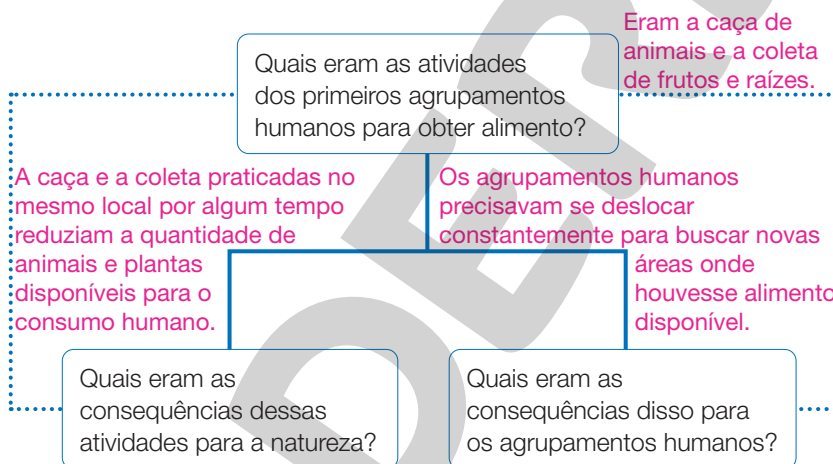 Eram a caça de
animais e a coleta
de frutos e raízes.
Quais eram as atividades
dos primeiros agrupamentos
humanos para obter alimento?
A caça e a coleta praticadas no
mesmo local por algum tempo
reduziam a quantidade de
animais e plantas
disponíveis para o
consumo humano.
Os agrupamentos humanos
precisavam se deslocar
constantemente para buscar novas
áreas onde
houvesse alimento
disponível.
Quais eram as
consequências dessas
atividades para a natureza?
Quais eram as
consequências disso para
os agrupamentos humanos?